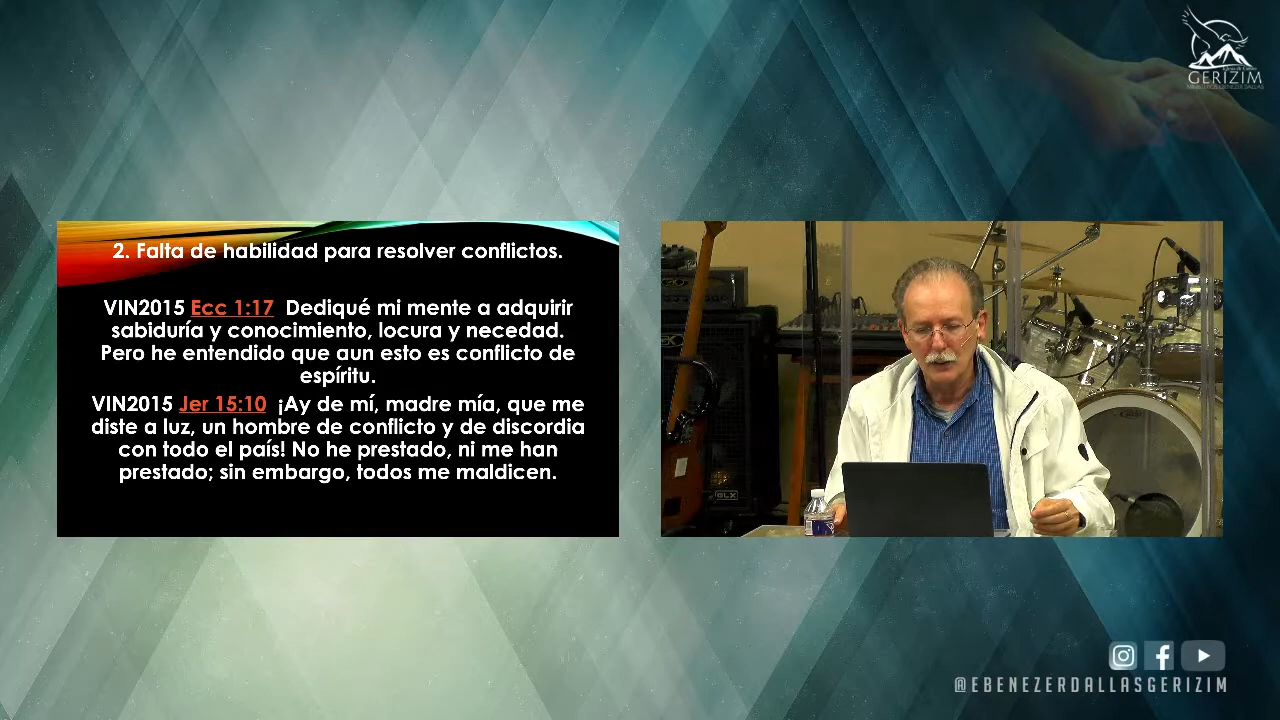 GERIZIM
2. Falta de habilidad para resolver conflictos.
VIN2015 Ecc 1:17 Dediqué mi mente a adquirir
sabiduría y conocimiento, locura y necedad.
Pero he entendido que aun esto es conflicto de
espíritu.
VIN2015 Jer 15:10 ¡Ay de mí, madre mía, que me
diste a luz, un hombre de conflicto y de discordia
con todo el país! No he prestado, ni me han
prestado; sin embargo, todos me maldicen.
@EBENEZERDALLASGERIZIM